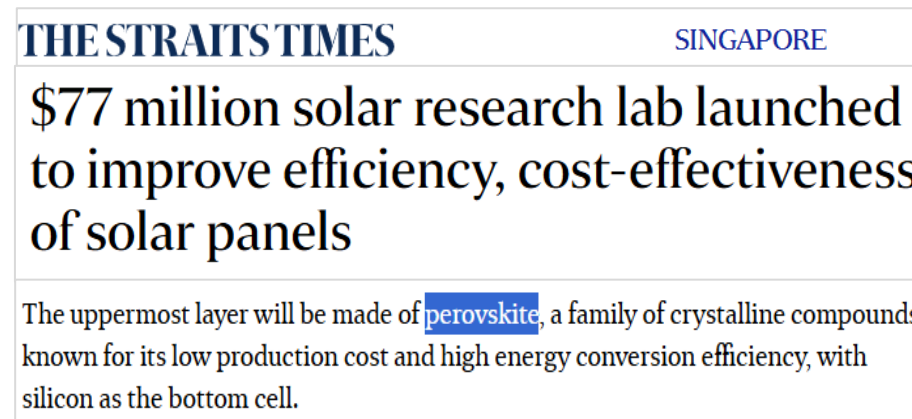 THE STRAITS TIMES
SINGAPORE
$77 million solar research lab launched
to improve efficiency, cost-effectiveness
of solar panels
The uppermost layer will be made of perovskite, a family of crystalline compounds
known for its low production cost and high energy conversion efficiency, with
silicon as the bottom cell.